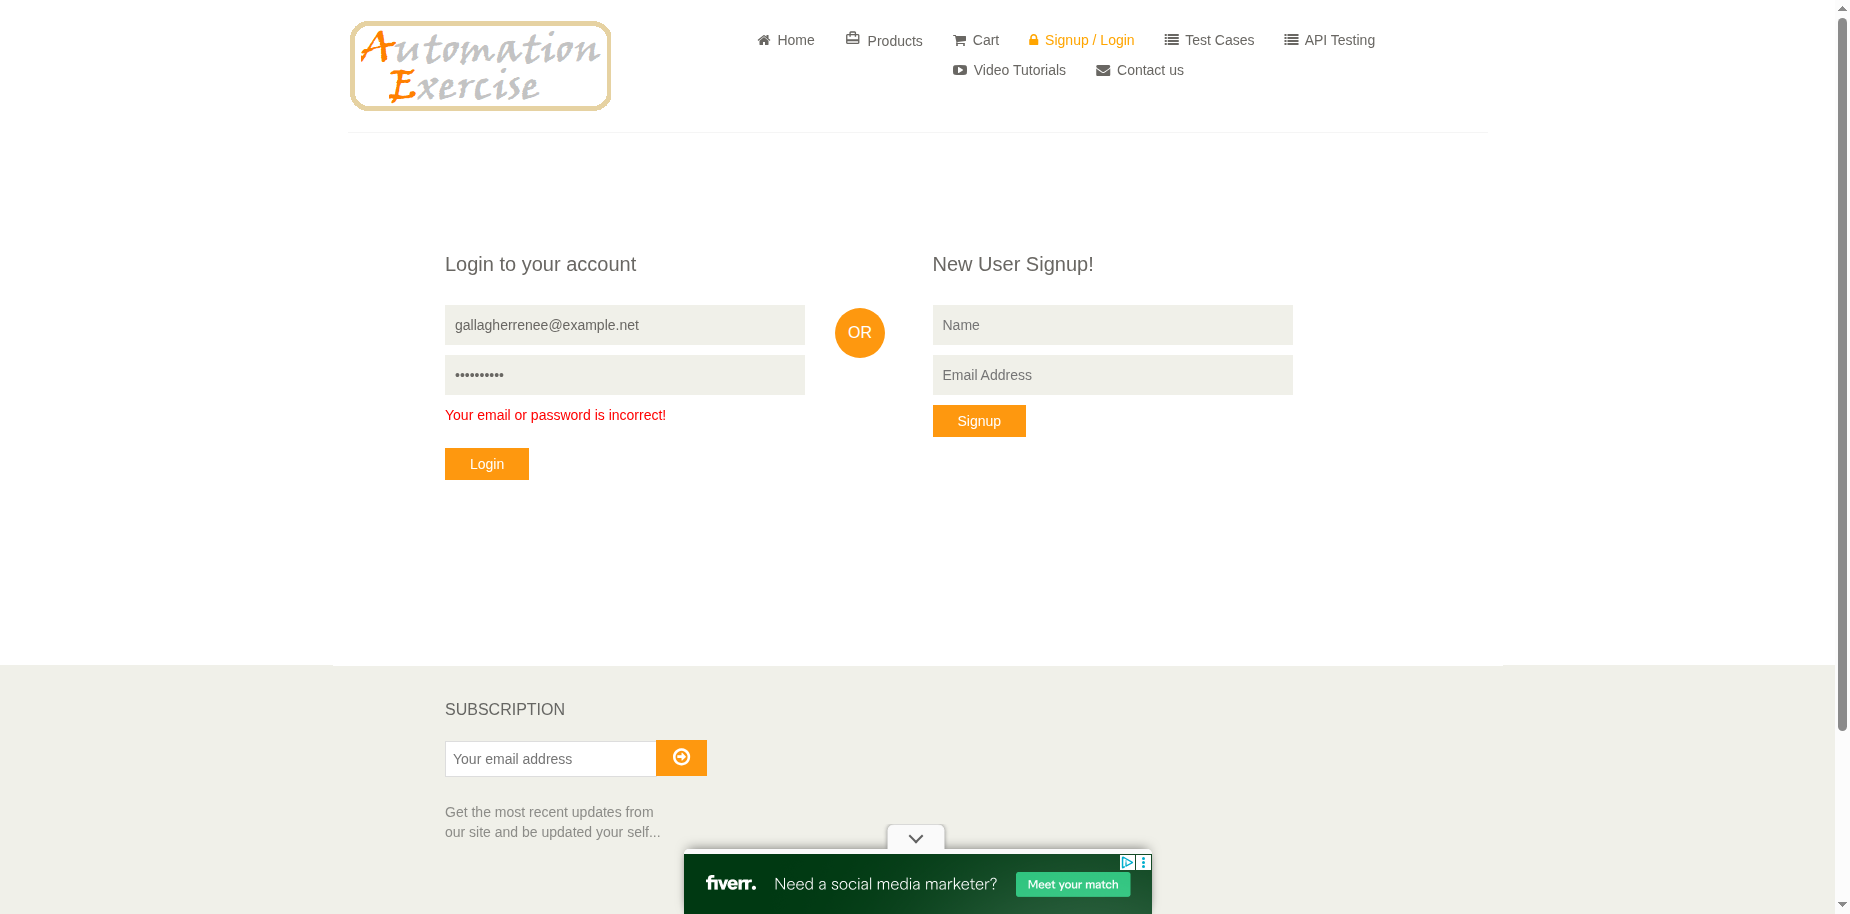 Automation
Exercise
Home
Products
Cart
Signup / Login
Test Cases
API Testing
Video Tutorials
Contact us
Login to your account
gallagherrenee@example.net
••••••••••
Your email or password is incorrect!
Login
OR
New User Signup!
Name
Email Address
Signup
SUBSCRIPTION
Your email address
Get the most recent updates from
our site and be updated your self...
fiverr.
Need a social media marketer?
Meet your match